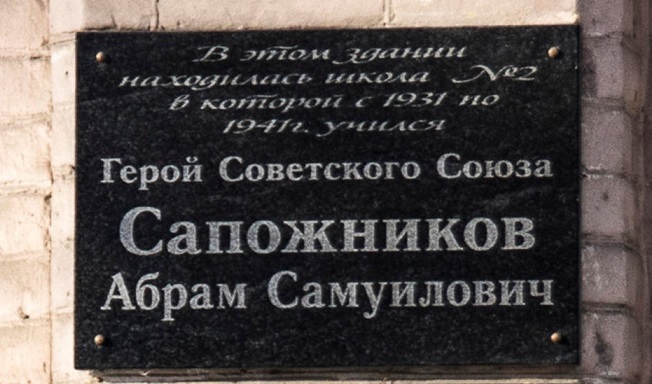 В этом здании
находилась школа №2
в которой с 1931 по
1941г. учился
Герой Советского Союза
Сапожников
Абрам Самуилович